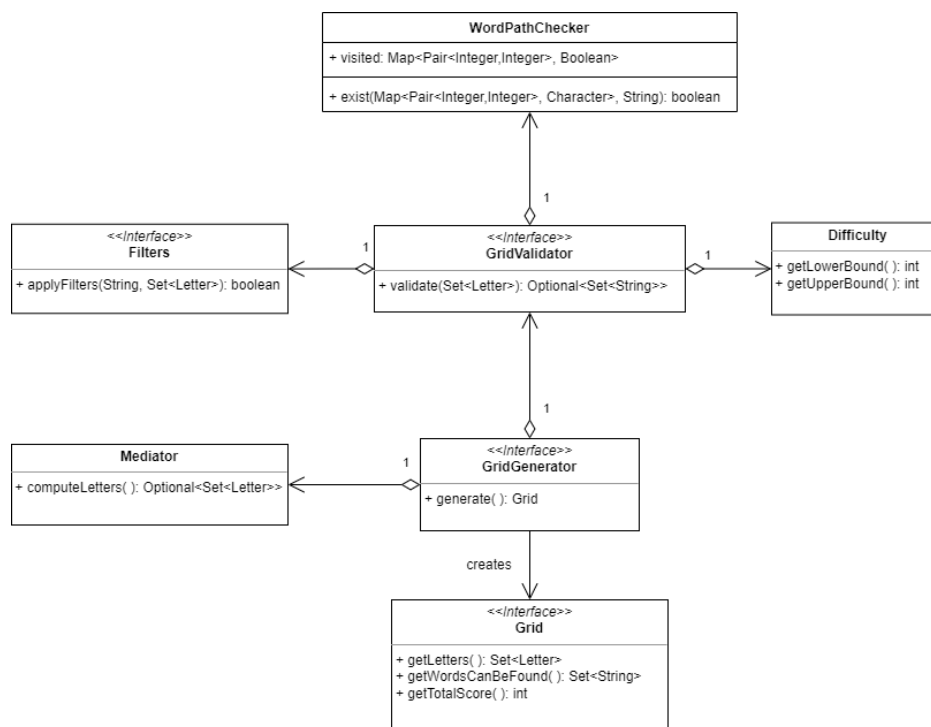 WordPathChecker
+ visited: Map<Pair<Integer,Integer>, Boolean>
+ exist(Map<Pair<Integer,Integer>, Character>, String): boolean
1
<<Interface>>
Filters
+ applyFilters(String, Set<Letter>): boolean
1
<<Interface>>
GridValidator
+ validate(Set<Letter>): Optional<Set<String>>
1
Difficulty
+ getLowerBound( ): int
+ getUpperBound( ): int
1
Mediator
+ computeLetters( ): Optional<Set<Letter>>
1
<<Interface>>
GridGenerator
+ generate( ): Grid
creates
<<Interface>>
Grid
+ getLetters( ): Set<Letter>
+ getWordsCanBeFound( ): Set<String>
+ getTotalScore( ): int